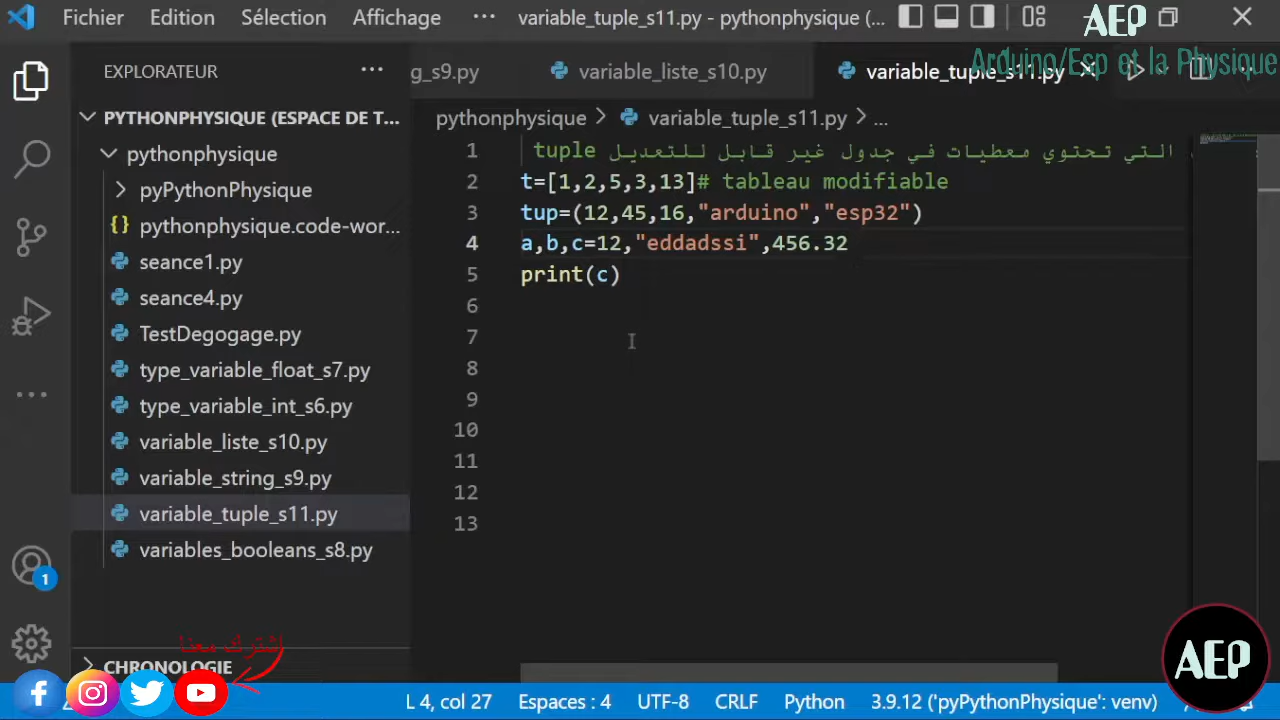 Fichier Edition Sélection Affichage ··· variable_tuple_s11.py - pythonphysique (...
AEP
Arduino/Esp et la Physique
EXPLORATEUR ···
g_s9.py variable_liste_s10.py variable_tuple_s11.py
PYTHONPHYSIQUE (ESPACE DE T...
pythonphysique > variable_tuple_s11.py > ...
pythonphysique
pyPythonPhysique
{} pythonphysique.code-wor...
seance1.py
seance4.py
TestDegogage.py
type_variable_float_s7.py
type_variable_int_s6.py
variable_liste_s10.py
variable_string_s9.py
variable_tuple_s11.py
variables_booleans_s8.py
CHRONOLOGIE
1 tuple التي تحتوي معطيات في جدول غير قابل للتعديل
2 t=[1,2,5,3,13]# tableau modifiable
3 tup=(12,45,16,"arduino","esp32")
4 a,b,c=12,"eddadssi",456.32
5 print(c)
6
7
8
9
10
11
12
13
1
اشترك معنا
AEP
L 4, col 27 Espaces : 4 UTF-8 CRLF Python 3.9.12 ('pyPythonPhysique': venv)